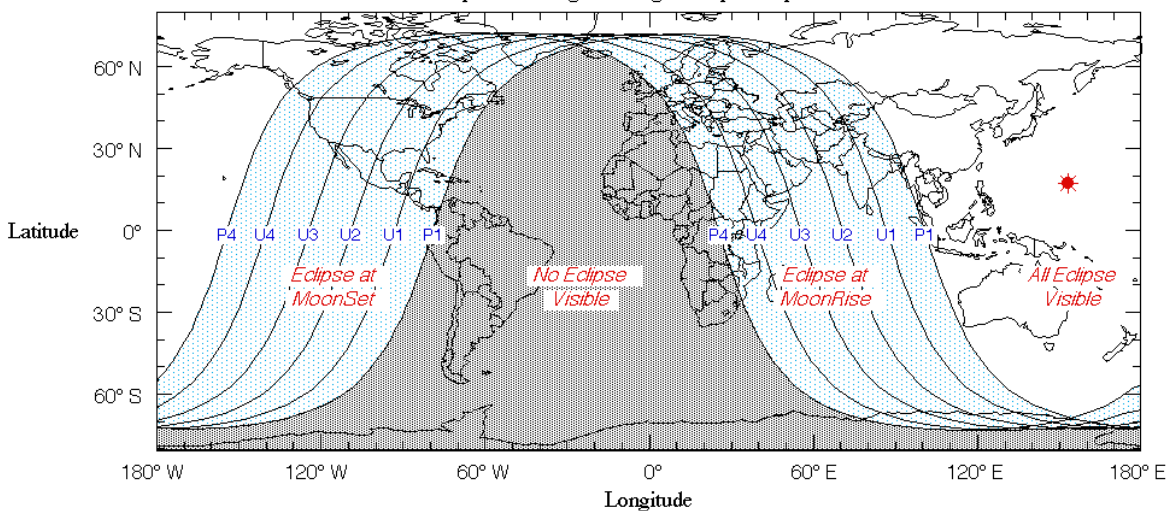 60° N
30° N
Latitude
0°
P4 U4 U3 U2 U1 P1 P4 U4 U3 U2 U1 P1
Eclipse at
MoonSet
No Eclipse
Visible
Eclipse at
MoonRise
All Eclipse
Visible
30° S
60° S
180° W 120° W 60° W 0° 60° E 120° E 180° E
Longitude